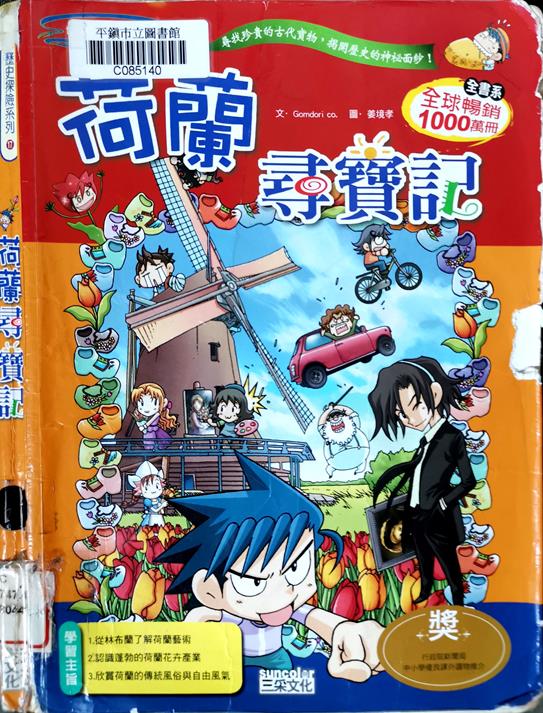 平鎮市立圖書館
C085140
尋找珍貴的古代寶物，揭開歷史的神祕面紗！
全書系
全球暢銷
1000萬冊
文‧Gomdori co. 圖‧姜境孝
荷蘭
尋寶記
歷史探險系列 17
荷蘭尋寶記
三采文化
學習主旨
1.從林布蘭了解荷蘭藝術
2.認識蓬勃的荷蘭花卉產業
3.欣賞荷蘭的傳統風俗與自由風氣
suncolor
三采文化
獎
行政院新聞局
中小學優良課外讀物推介